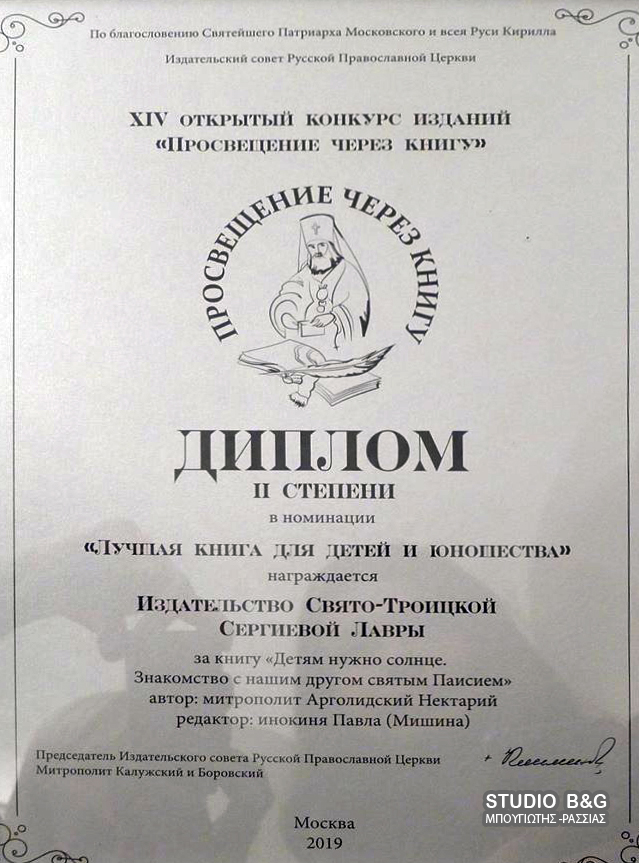 По благословению Святейшего Патриарха Московского и всея Руси Кирилла
Издательский совет Русской Православной Церкви
XIV ОТКРЫТЫЙ КОНКУРС ИЗДАНИЙ
«ПРОСВЕЩЕНИЕ ЧЕРЕЗ КНИГУ»
ПРОСВЕЩЕНИЕ ЧЕРЕЗ КНИГУ
ДИПЛОМ
II СТЕПЕНИ
в номинации
«ЛУЧШАЯ КНИГА ДЛЯ ДЕТЕЙ И ЮНОШЕСТВА»
награждается
ИЗДАТЕЛЬСТВО СВЯТО-ТРОИЦКОЙ
СЕРГИЕВОЙ ЛАВРЫ
за книгу «Детям нужно солнце.
Знакомство с нашим другом святым Паисием»
автор: митрополит Арголидский Нектарий
редактор: инокиня Павла (Мишина)
Председатель Издательского совета Русской Православной Церкви
Митрополит Калужский и Боровский
STUDIO B&G
ΜΠΟΥΓΙΩΤΗΣ -ΡΑΣΣΙΑΣ
Москва
2019